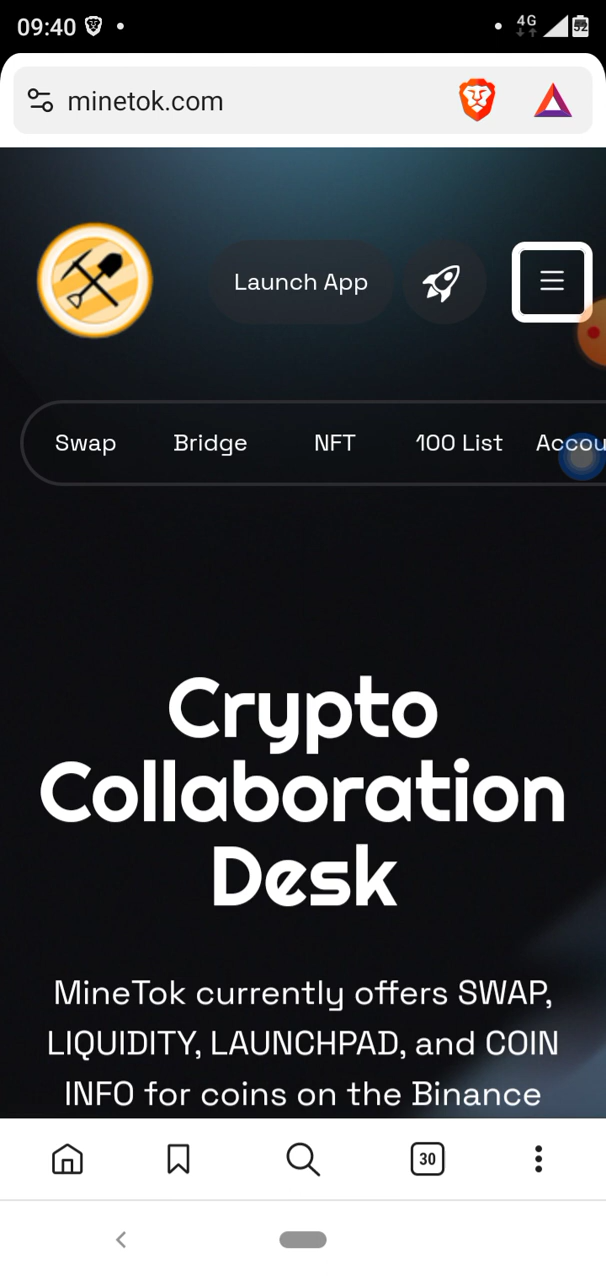 09:40
4G
52
minetok.com
Launch App
Swap Bridge NFT 100 List Accou
Crypto
Collaboration
Desk
MineTok currently offers SWAP,
LIQUIDITY, LAUNCHPAD, and COIN
INFO for coins on the Binance
30